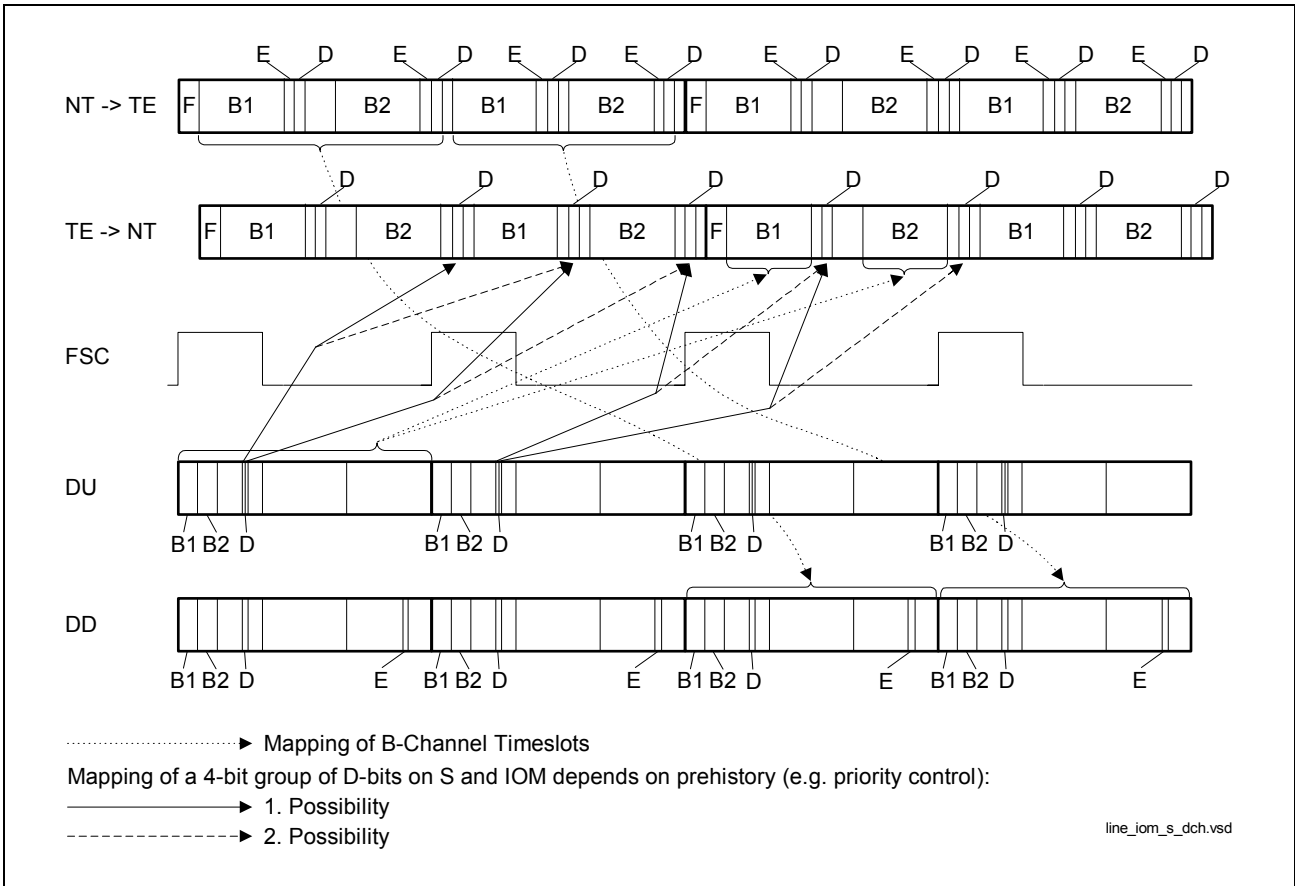 E D E D E D E D E D E D E D E D
NT -> TE F B1 B2 B1 B2 F B1 B2 B1 B2
D D D D D D D D
TE -> NT F B1 B2 B1 B2 F B1 B2 B1 B2
FSC
DU
B1 B2 D B1 B2 D B1 B2 D B1 B2 D
DD
B1 B2 D E B1 B2 D E B1 B2 D E B1 B2 D E
Mapping of B-Channel Timeslots
Mapping of a 4-bit group of D-bits on S and IOM depends on prehistory (e.g. priority control):
1. Possibility
2. Possibility
line_iom_s_dch.vsd